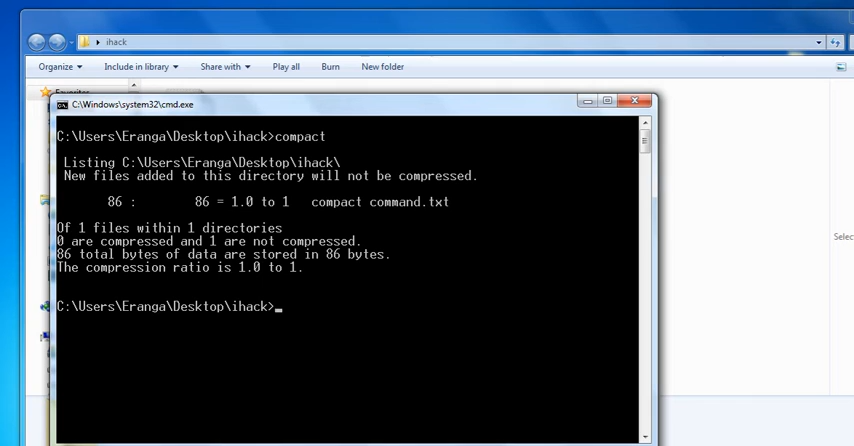 ihack
Organize Include in library Share with Play all Burn New folder
Favorites
C:\Windows\system32\cmd.exe
C:\Users\Eranga\Desktop\ihack>compact
Listing C:\Users\Eranga\Desktop\ihack\
New files added to this directory will not be compressed.
86 : 86 = 1.0 to 1 compact command.txt
Of 1 files within 1 directories
0 are compressed and 1 are not compressed.
86 total bytes of data are stored in 86 bytes.
The compression ratio is 1.0 to 1.
C:\Users\Eranga\Desktop\ihack>_
Selec